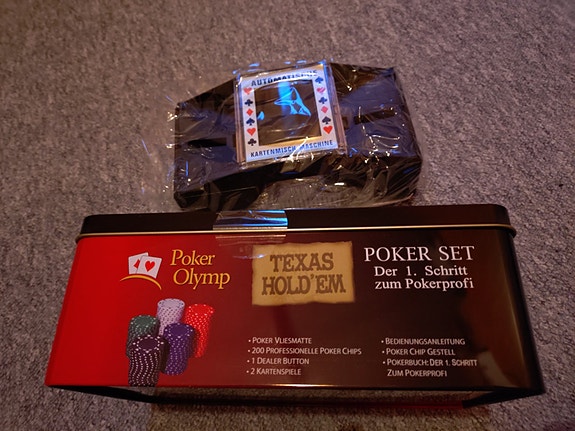 AUTOMATISCHE
KARTENMISCHMASCHINE
Poker
Olymp
TEXAS
HOLD'EM
POKER SET
Der 1. Schritt
zum Pokerprofi
• POKER VLIESMATTE
• 200 PROFESSIONELLE POKER CHIPS
• 1 DEALER BUTTON
• 2 KARTENSPIELE
• BEDIENUNGSANLEITUNG
• POKER CHIP GESTELL
• POKERBUCH: DER 1. SCHRITT
ZUM POKERPROFI